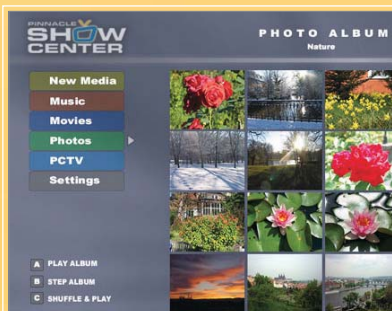 PINNACLE
SHOW
CENTER
PHOTO ALBUM
Nature
New Media
Music
Movies
Photos
PCTV
Settings
A PLAY ALBUM
B STEP ALBUM
C SHUFFLE & PLAY